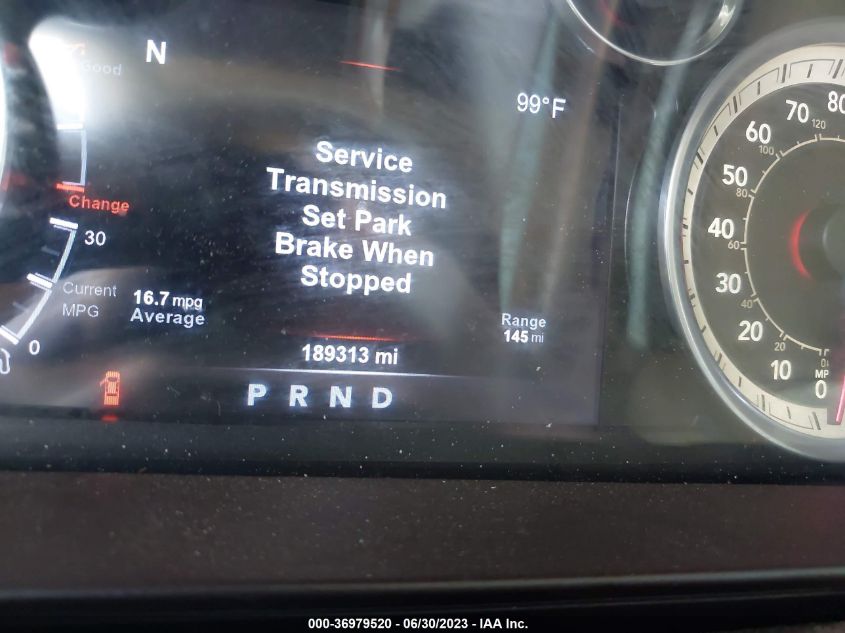 Good
N
99°F
Service
Transmission
Set Park
Brake When
Stopped
Change
30
Current
MPG
16.7 mpg
Average
0
Range
145 mi
189313 mi
P R N D
80
70
120
60
100
50
80
40
60
30
40
20
20
10
0
000-36979520 - 06/30/2023 - IAA Inc.